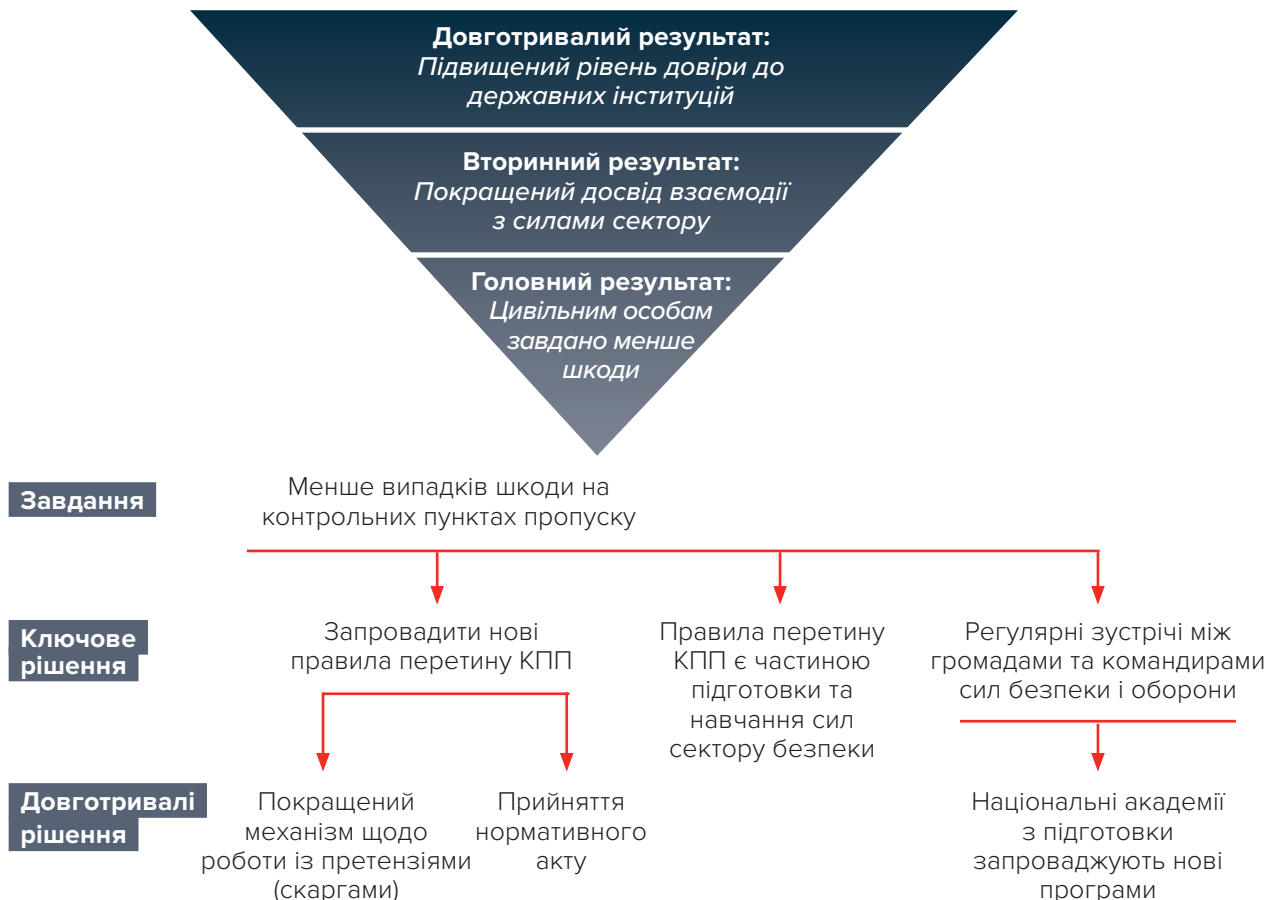 Довготривалий результат:
Підвищений рівень довіри до
державних інституцій
Вторинний результат:
Покращений досвід взаємодії
з силами сектору
Головний результат:
Цивільним особам
завдано менше
шкоди
Завдання
Менше випадків шкоди на
контрольних пунктах пропуску
Ключове
рішення
Запровадити нові
правила перетину КПП
Правила перетину
КПП є частиною
підготовки та
навчання сил
сектору безпеки
Регулярні зустрічі між
громадами та командирами
сил безпеки і оборони
Довготривалі
рішення
Покращений
механізм щодо
роботи із претензіями
(скаргами)
Прийняття
нормативного
акту
Національні академії
з підготовки
запроваджують нові
програми